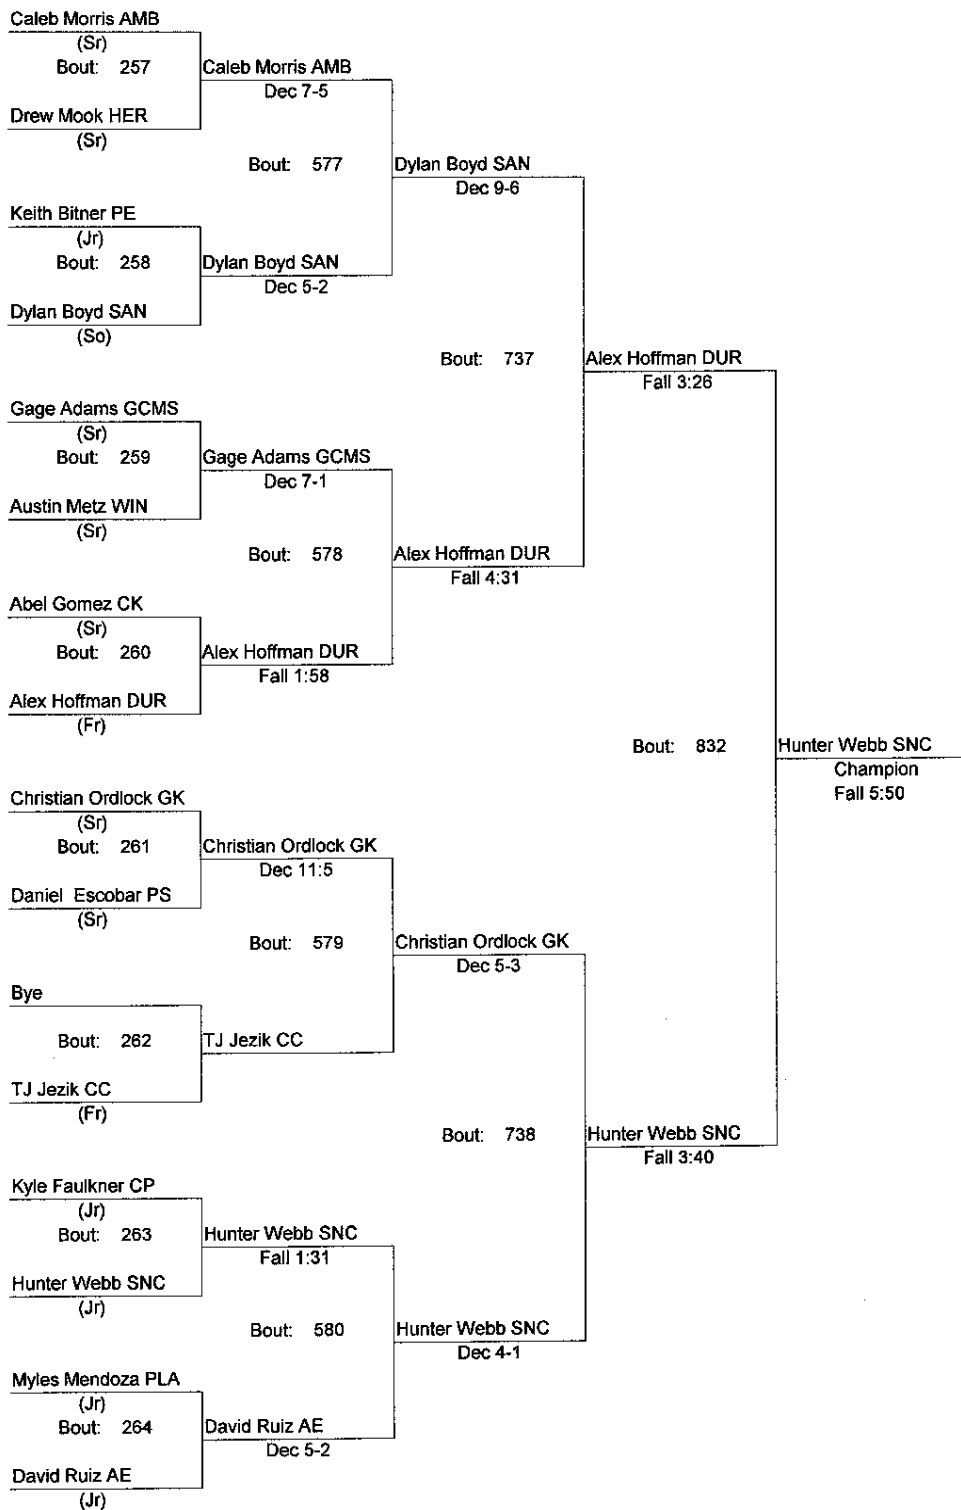 Caleb Morris AMB
(Sr)
Bout: 257
Caleb Morris AMB
Dec 7-5
Drew Mook HER
(Sr)
Bout: 577
Dylan Boyd SAN
Dec 9-6
Keith Bitner PE
(Jr)
Bout: 258
Dylan Boyd SAN
Dec 5-2
Dylan Boyd SAN
(So)
Bout: 737
Alex Hoffman DUR
Fall 3:26
Gage Adams GCMS
(Sr)
Bout: 259
Gage Adams GCMS
Dec 7-1
Austin Metz WIN
(Sr)
Bout: 578
Alex Hoffman DUR
Fall 4:31
Abel Gomez CK
(Sr)
Bout: 260
Alex Hoffman DUR
Fall 1:58
Alex Hoffman DUR
(Fr)
Bout: 832
Hunter Webb SNC
Champion
Fall 5:50
Christian Ordlock GK
(Sr)
Bout: 261
Christian Ordlock GK
Dec 11:5
Daniel Escobar PS
(Sr)
Bout: 579
Christian Ordlock GK
Dec 5-3
Bye
Bout: 262
TJ Jezik CC
TJ Jezik CC
(Fr)
Bout: 738
Hunter Webb SNC
Fall 3:40
Kyle Faulkner CP
(Jr)
Bout: 263
Hunter Webb SNC
Fall 1:31
Hunter Webb SNC
(Jr)
Bout: 580
Hunter Webb SNC
Dec 4-1
Myles Mendoza PLA
(Jr)
Bout: 264
David Ruiz AE
Dec 5-2
David Ruiz AE
(Jr)